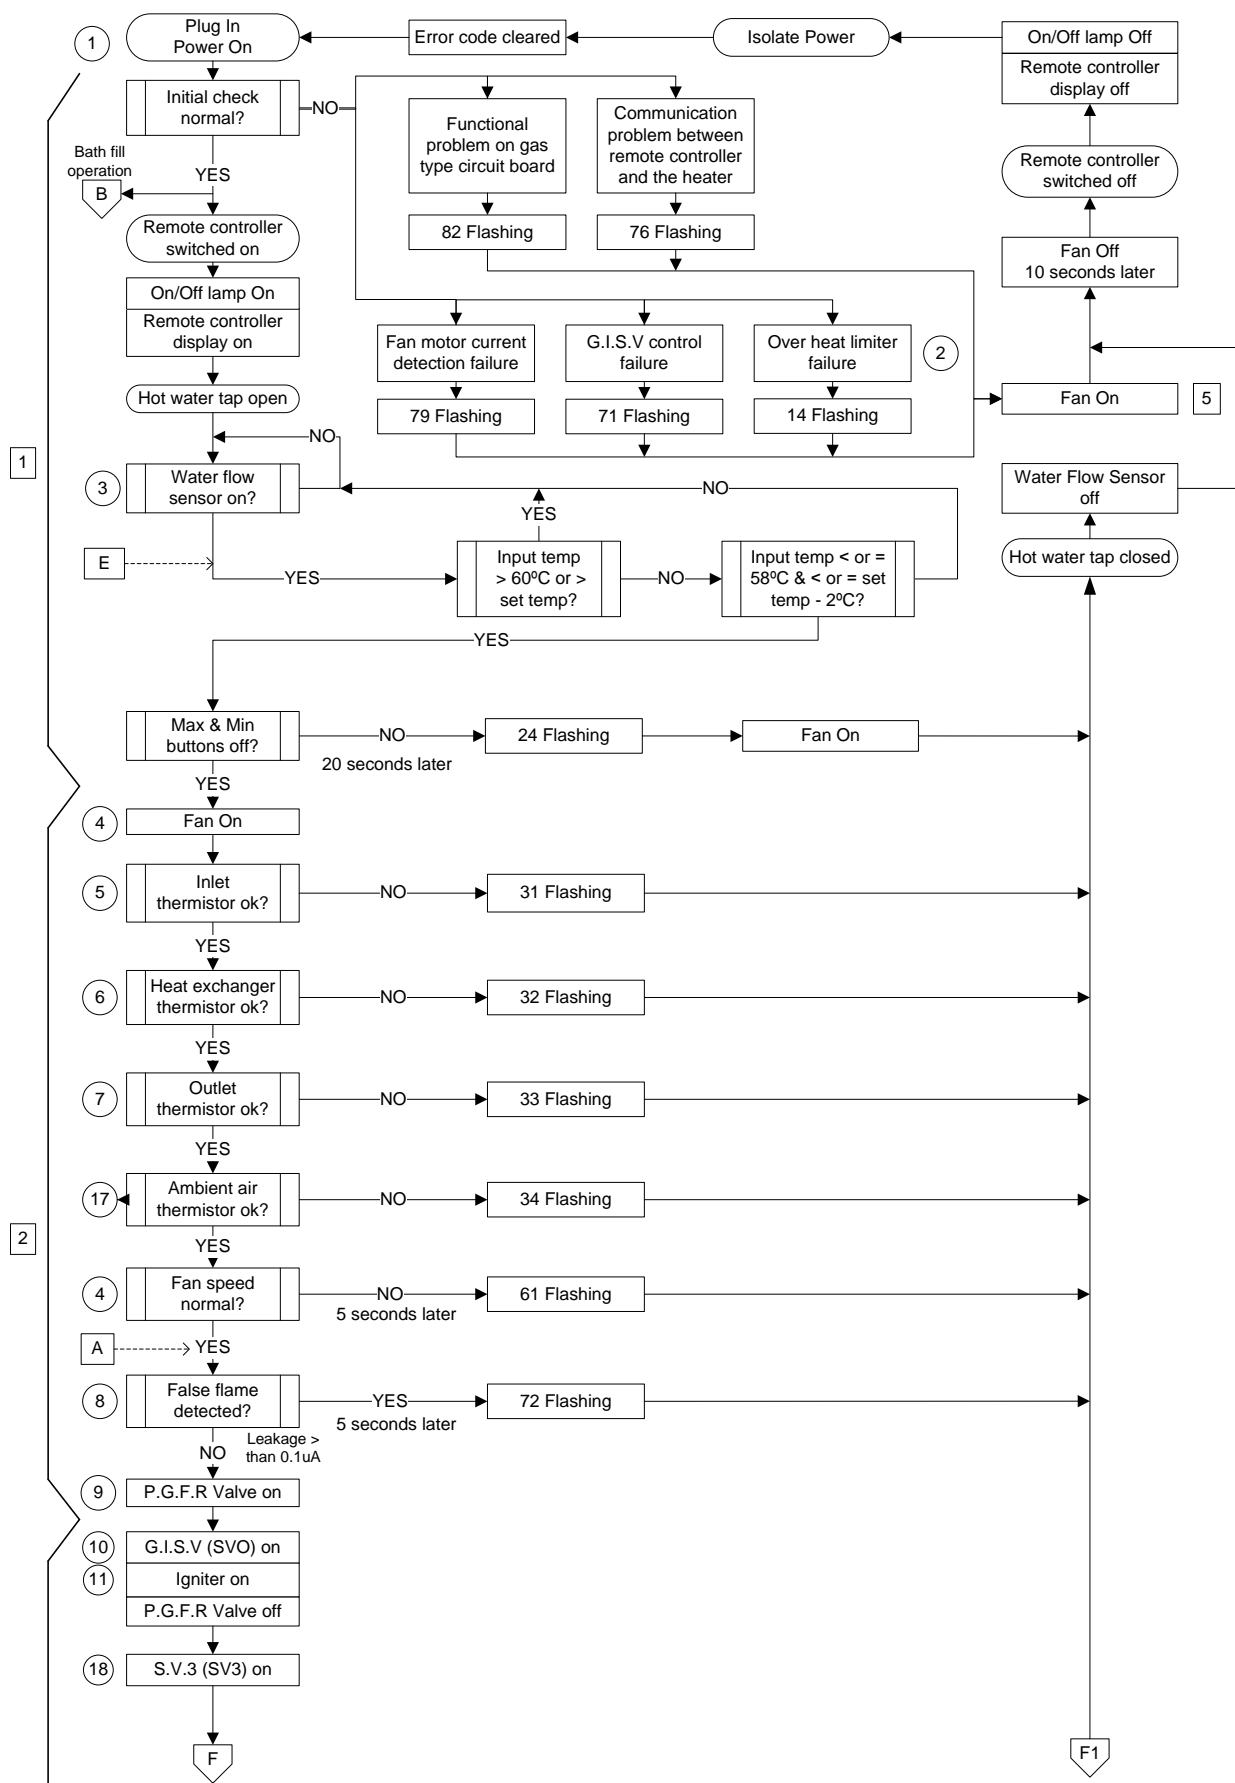 1
Plug In
Power On
Error code cleared
Isolate Power
On/Off lamp Off
Remote controller
display off
Initial check
normal?
NO
Functional
problem on gas
type circuit board
Communication
problem between
remote controller
and the heater
Bath fill
operation
B
YES
Remote controller
switched off
Remote controller
switched on
82 Flashing
76 Flashing
Fan Off
10 seconds later
On/Off lamp On
Remote controller
display on
Fan motor current
detection failure
G.I.S.V control
failure
Over heat limiter
failure
2
Hot water tap open
79 Flashing
71 Flashing
14 Flashing
Fan On
5
NO
1
3
Water flow
sensor on?
NO
YES
Water Flow Sensor
off
E
YES
Input temp
> 60ºC or >
set temp?
NO
Input temp < or =
58ºC & < or = set
temp - 2ºC?
Hot water tap closed
YES
Max & Min
buttons off?
NO
20 seconds later
24 Flashing
Fan On
YES
4
Fan On
5
Inlet
thermistor ok?
NO
31 Flashing
YES
6
Heat exchanger
thermistor ok?
NO
32 Flashing
YES
7
Outlet
thermistor ok?
NO
33 Flashing
YES
17
Ambient air
thermistor ok?
NO
34 Flashing
2
YES
4
Fan speed
normal?
NO
5 seconds later
61 Flashing
A
YES
8
False flame
detected?
YES
5 seconds later
72 Flashing
NO
Leakage >
than 0.1uA
9
P.G.F.R Valve on
10
G.I.S.V (SVO) on
11
Igniter on
P.G.F.R Valve off
18
S.V.3 (SV3) on
F
F1